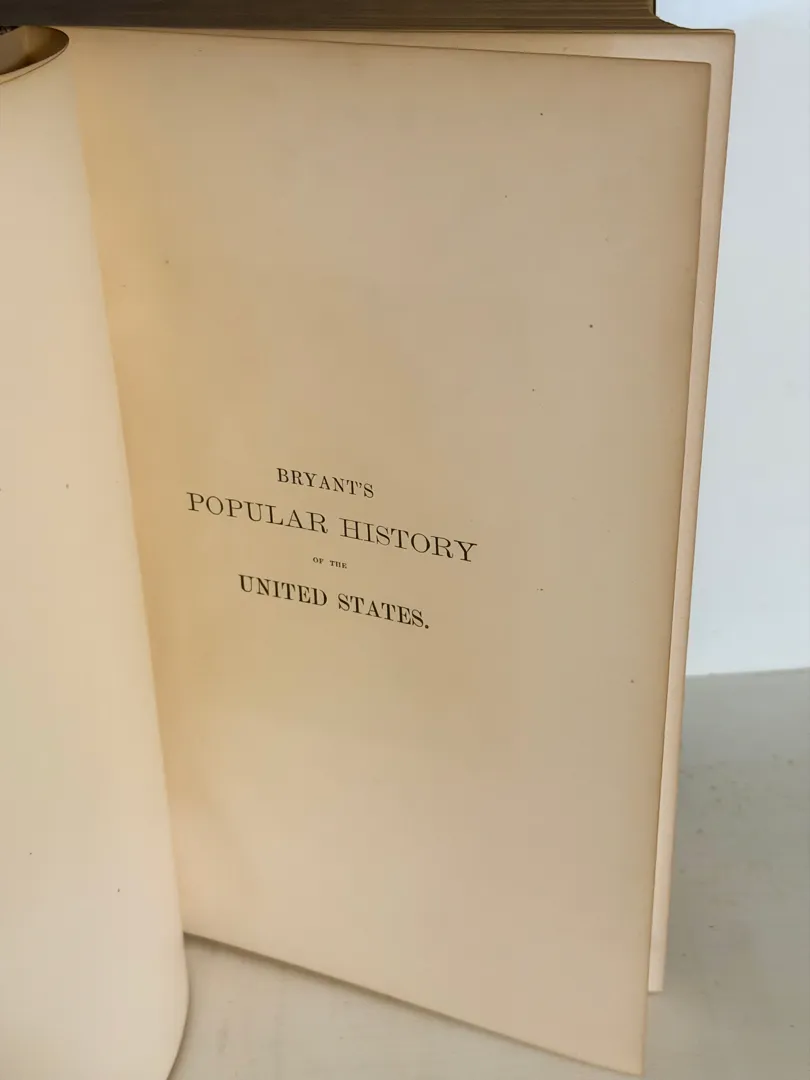 BRYANT'S
POPULAR HISTORY
OF THE
UNITED STATES.